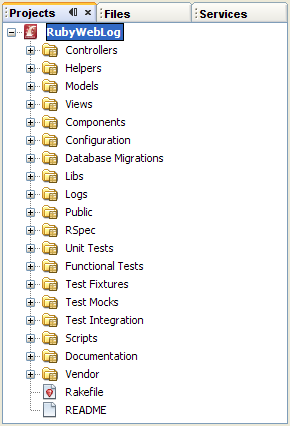 Projects Files Services
RubyWebLog
Controllers
Helpers
Models
Views
Components
Configuration
Database Migrations
Libs
Logs
Public
RSpec
Unit Tests
Functional Tests
Test Fixtures
Test Mocks
Test Integration
Scripts
Documentation
Vendor
Rakefile
README